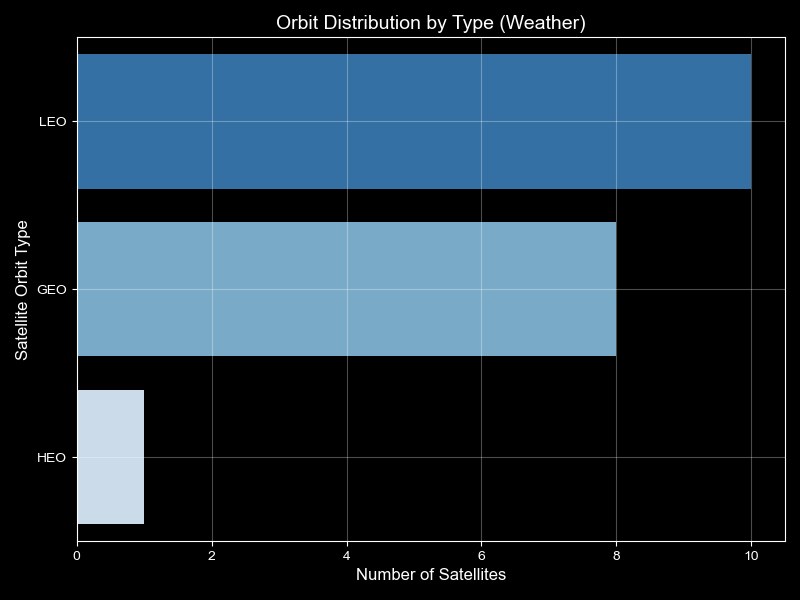 Orbit Distribution by Type (Weather)
Satellite Orbit Type
LEO
GEO
HEO
0 2 4 6 8 10
Number of Satellites